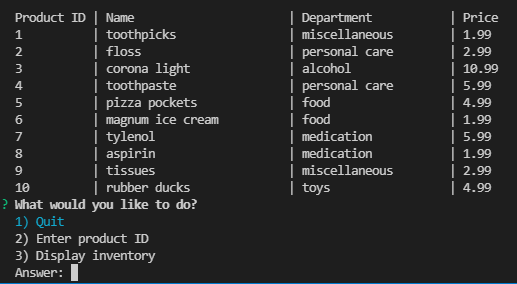 Product ID | Name | Department | Price
1 | toothpicks | miscellaneous | 1.99
2 | floss | personal care | 2.99
3 | corona light | alcohol | 10.99
4 | toothpaste | personal care | 5.99
5 | pizza pockets | food | 4.99
6 | magnum ice cream | food | 1.99
7 | tylenol | medication | 5.99
8 | aspirin | medication | 1.99
9 | tissues | miscellaneous | 2.99
10 | rubber ducks | toys | 4.99
? What would you like to do?
1) Quit
2) Enter product ID
3) Display inventory
Answer: